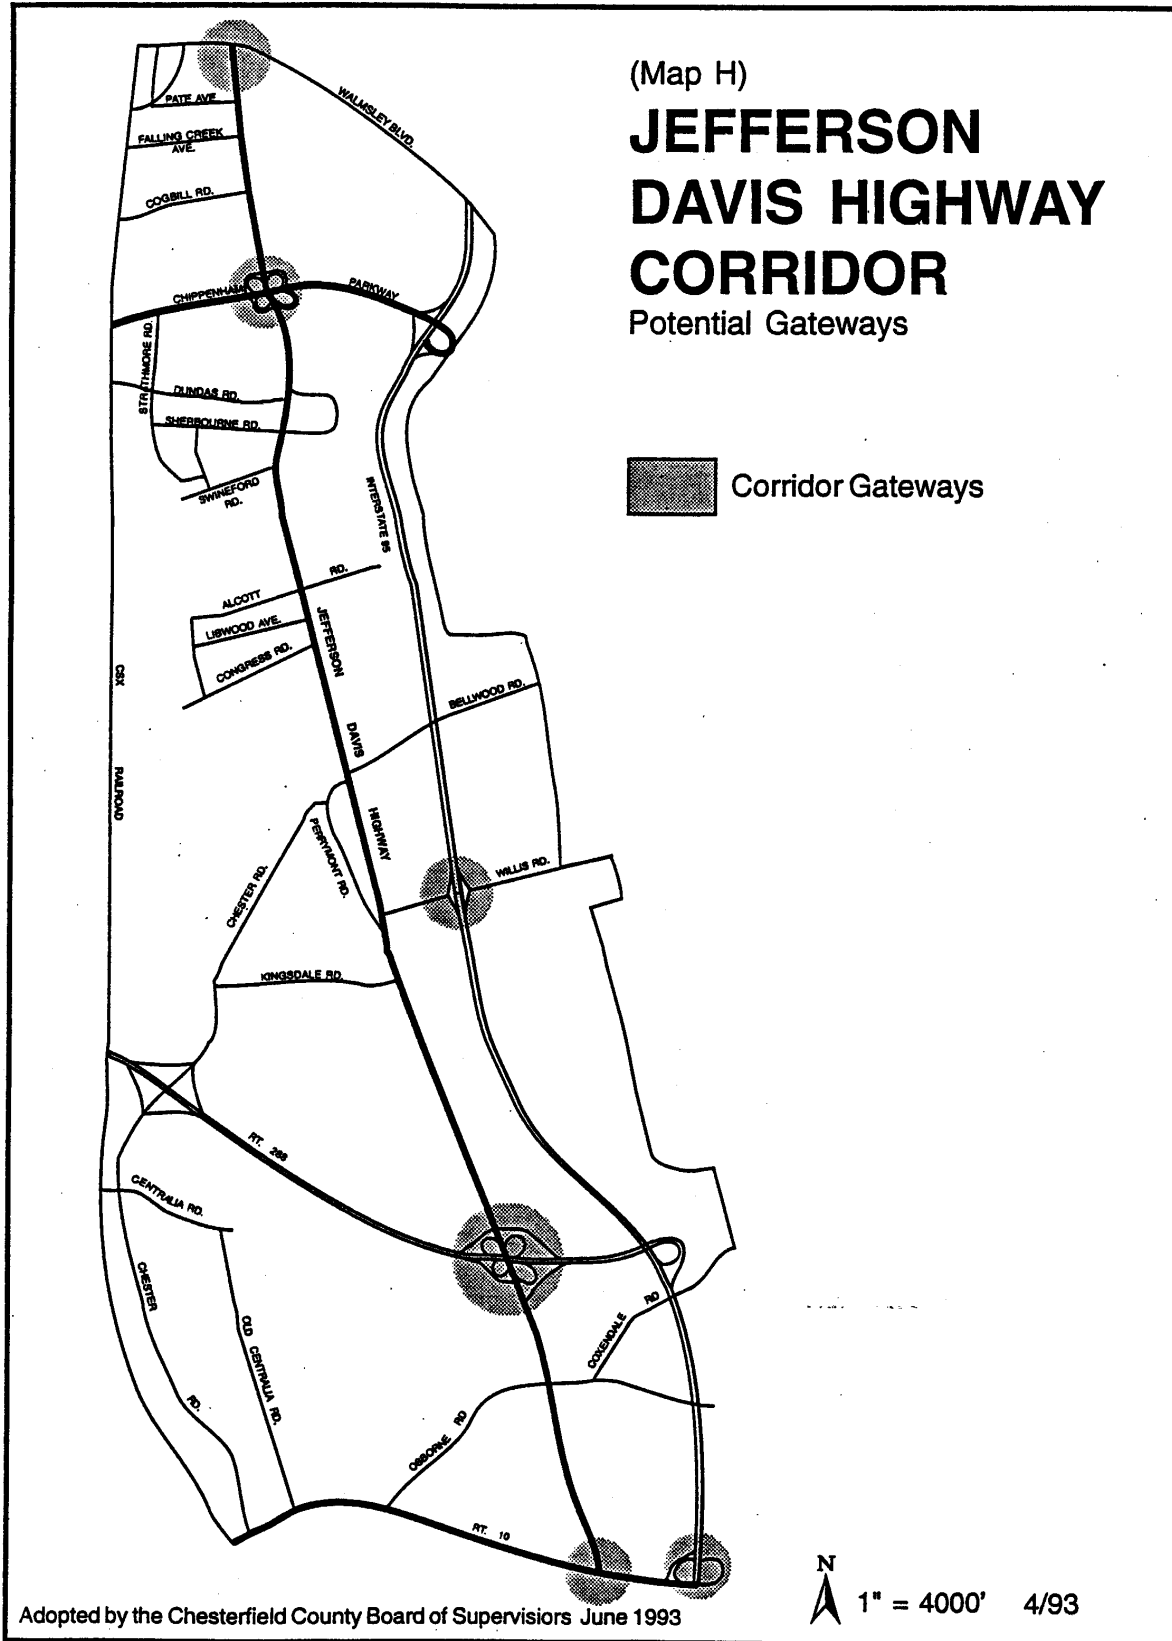 (Map H)
JEFFERSON
DAVIS HIGHWAY
CORRIDOR
Potential Gateways
Corridor Gateways
WALMSLEY BLVD.
PATE AVE
FALLING CREEK
AVE.
COGBILL RD.
CHIPPENHAM
PARKWAY
STRATHMORE RD.
DUNDAS RD.
SHERBOURNE RD.
SWINEFORD
RD.
INTERSTATE 95
ALCOTT
RD.
LISWOOD AVE.
CONGRESS RD.
JEFFERSON
DAVIS
HIGHWAY
CSX
RAILROAD
BELLWOOD RD.
PERRYMONT RD.
CHESTER RD.
WILLIS RD.
KINGSDALE RD.
RT. 288
CENTRALIA RD.
CHESTER
RD.
OLD CENTRALIA RD.
COXENDALE
RD
OSBORNE RD
RT. 10
N
1" = 4000' 4/93
Adopted by the Chesterfield County Board of Supervisiors June 1993